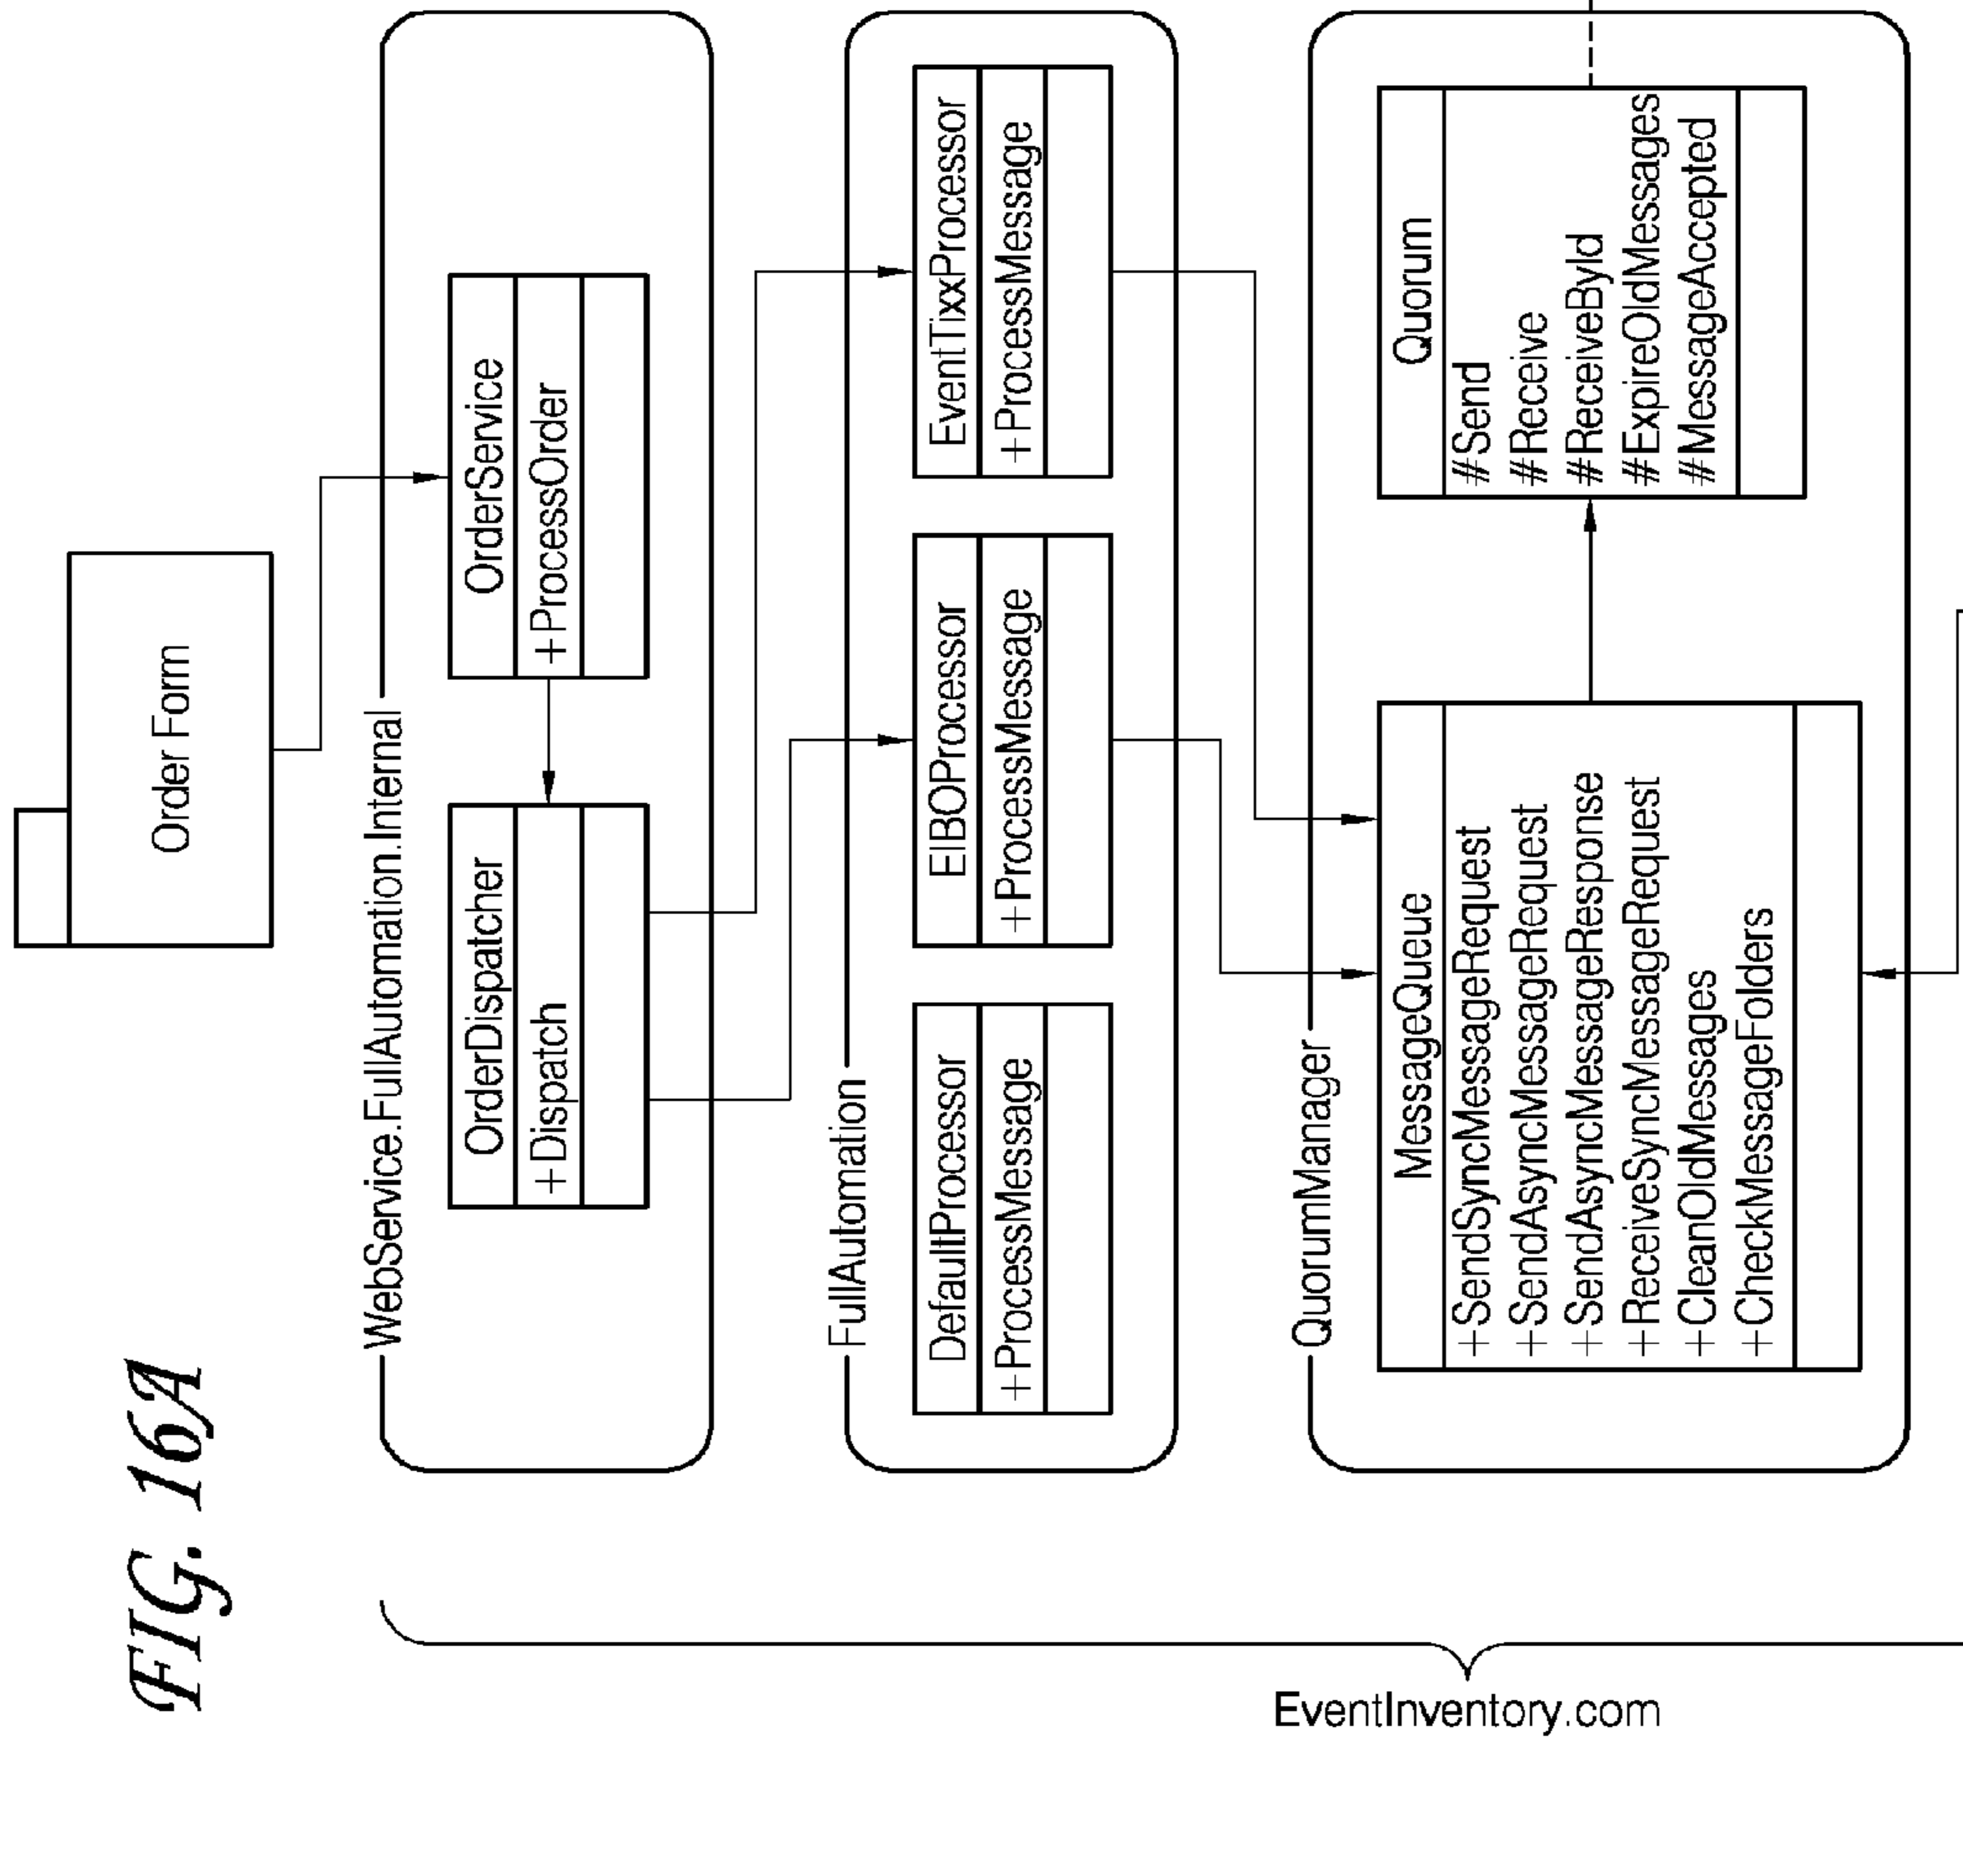 FIG. 16A
Order Form
WebService.FullAutomation.Internal
OrderDispatcher
+Dispatch
OrderService
+ProcessOrder
FullAutomation
DefaultProcessor
+ProcessMessage
EIBOProcessor
+ProcessMessage
EventTixxProcessor
+ProcessMessage
QuorumManager
MessageQueue
+SendSyncMessageRequest
+SendAsyncMessageRequest
+SendAsyncMessageResponse
+ReceiveSyncMessageRequest
+CleanOldMessages
+CheckMessageFolders
Quorum
#Send
#Receive
#ReceiveById
#ExpireOldMessages
#MessageAccepted
EventInventory.com